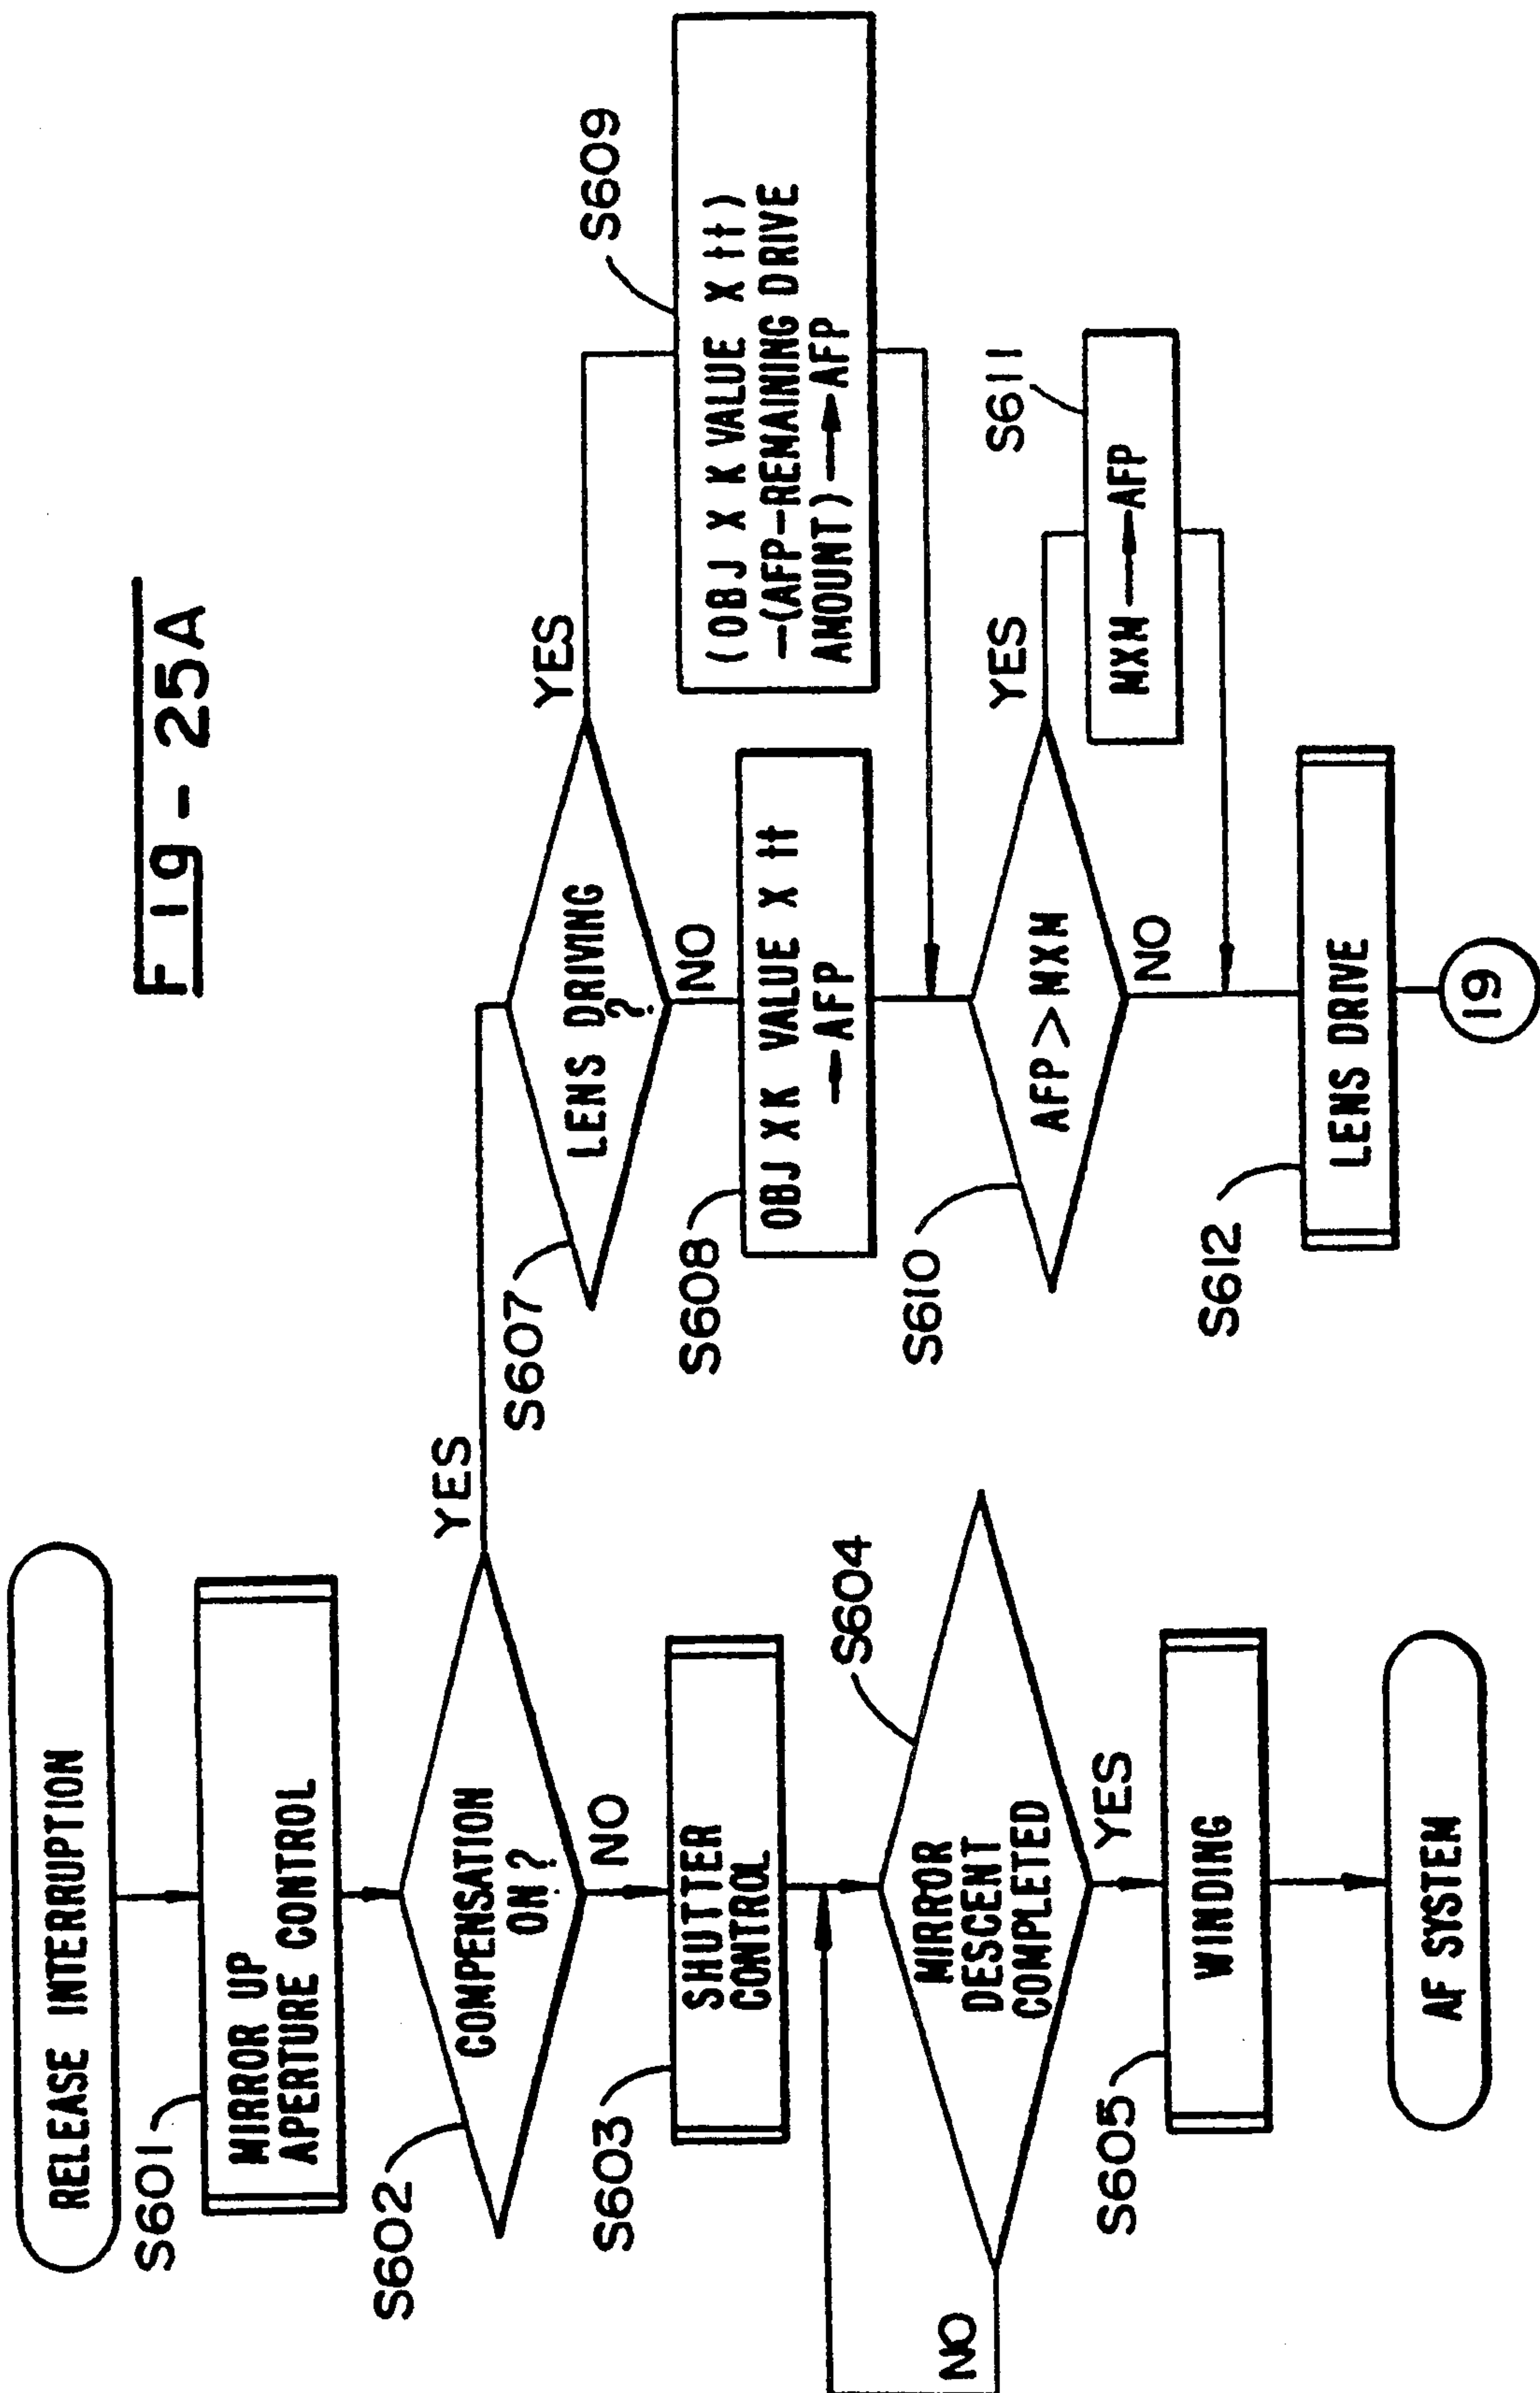 F I g - 25A
RELEASE INTERRUPTION
S601
MIRROR UP
APERTURE CONTROL
S602
COMPENSATION
ON ?
YES
NO
S603
SHUTTER
CONTROL
S604
MIRROR
DESCENT
COMPLETED
NO
YES
S605
WINDING
AF SYSTEM
S607
LENS DRIVING
?
YES
NO
S608
OBJ X K VALUE X tt
→ AFP
S609
(OBJ X K VALUE X tt)
-(AFP-REMAINING DRIVE
AMOUNT) → AFP
S610
AFP > MXM
YES
NO
S611
MXM → AFP
S612
LENS DRIVE
19